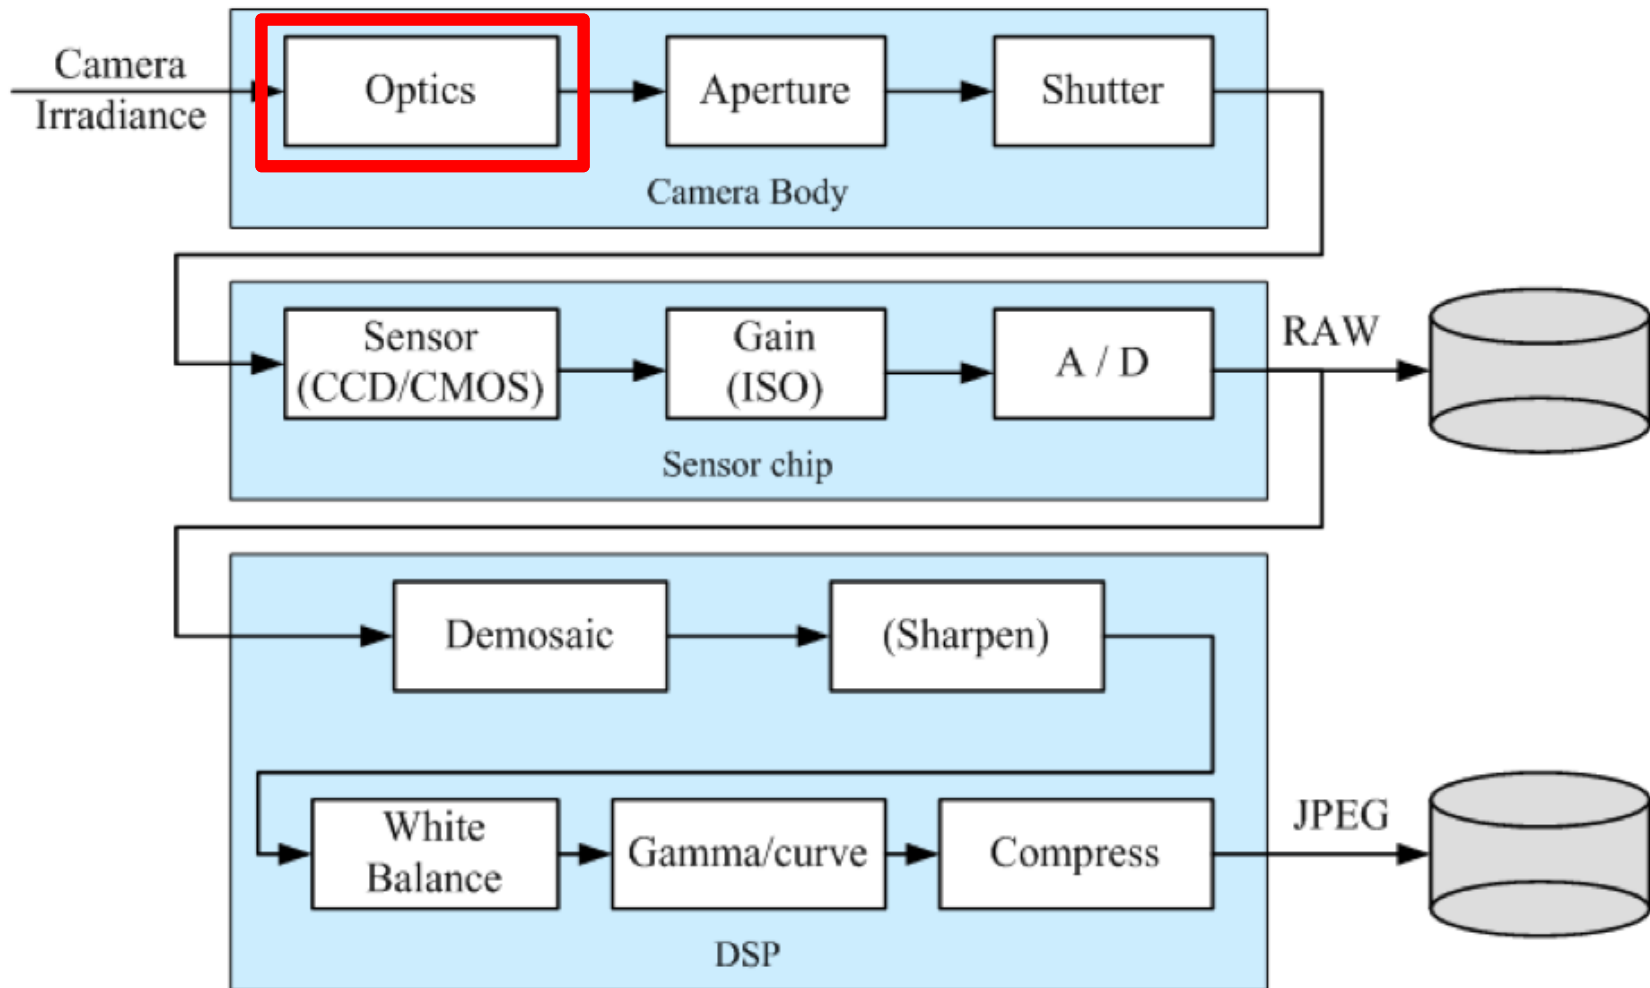 Camera
Irradiance
Optics
Aperture
Shutter
Camera Body
Sensor
(CCD/CMOS)
Gain
(ISO)
A / D
RAW
Sensor chip
Demosaic
(Sharpen)
White
Balance
Gamma/curve
Compress
JPEG
DSP